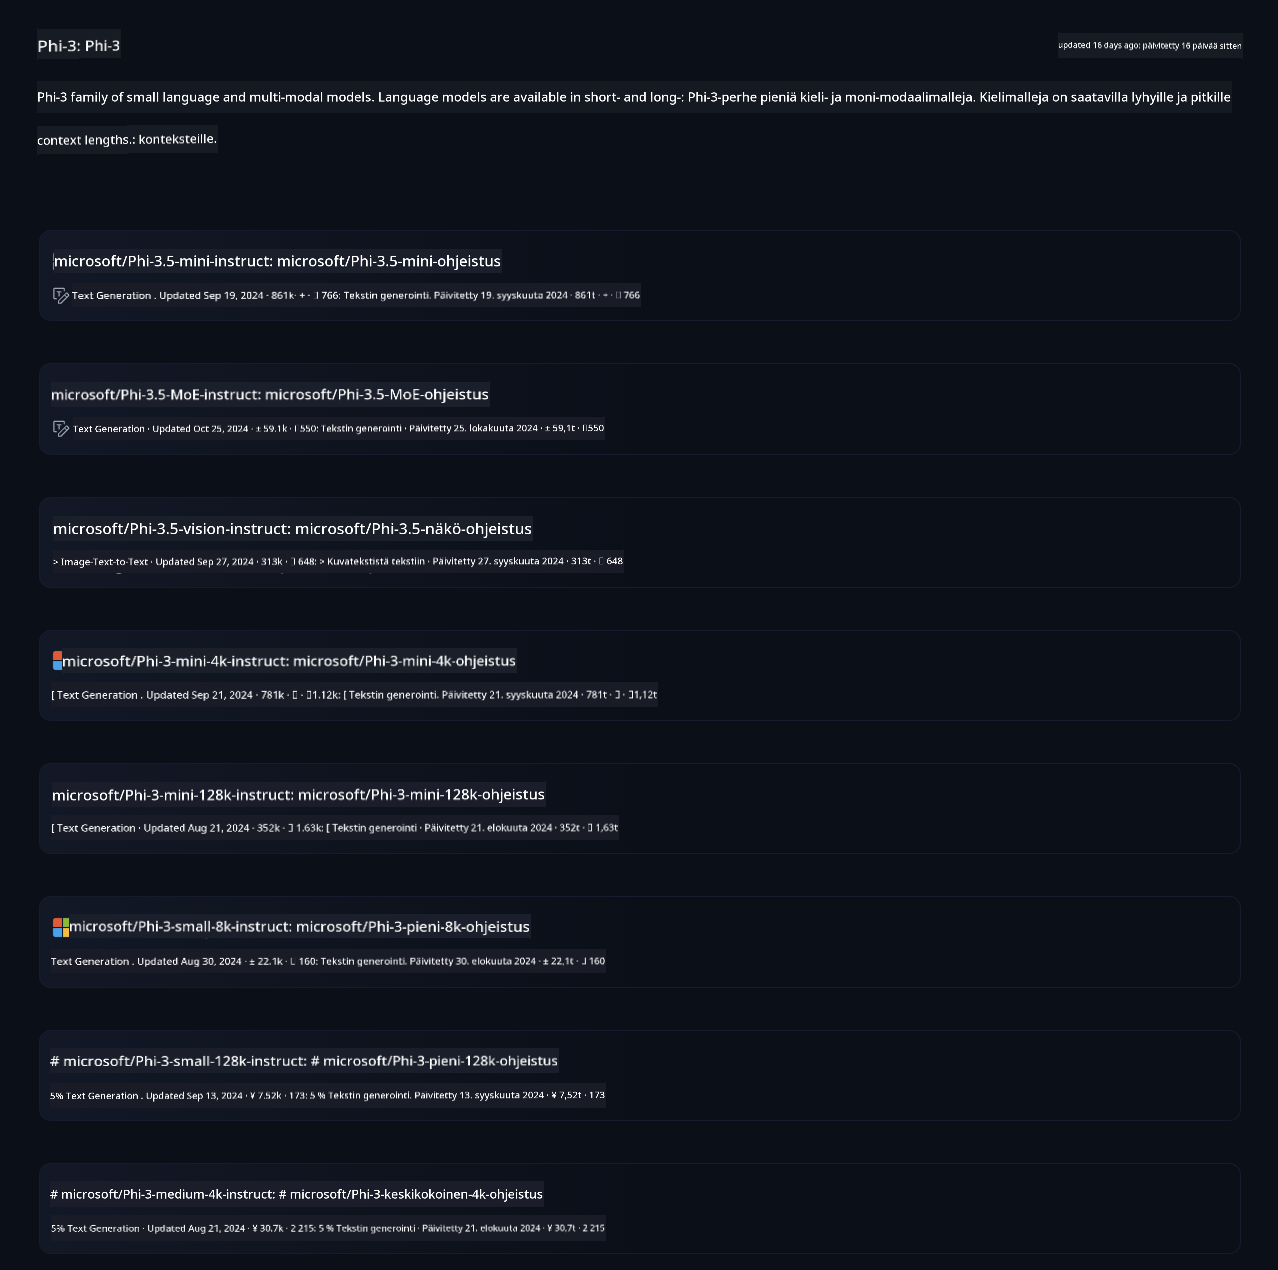 Phi-3: Phi-3
updated 16 days ago: päivitetty 16 päivää sitten
Phi-3 family of small language and multi-modal models. Language models are available in short- and long-: Phi-3-perhe pieniä kieli- ja moni-modaalimalleja. Kielimalleja on saatavilla lyhyille ja pitkille
context lengths.: konteksteille.
microsoft/Phi-3.5-mini-instruct: microsoft/Phi-3.5-mini-ohjeistus
Text Generation . Updated Sep 19, 2024 · 861k · + · 766: Tekstin generointi. Päivitetty 19. syyskuuta 2024 · 861t · + · 766
microsoft/Phi-3.5-MoE-instruct: microsoft/Phi-3.5-MoE-ohjeistus
Text Generation · Updated Oct 25, 2024 · ± 59.1k · 550: Tekstin generointi · Päivitetty 25. lokakuuta 2024 · ± 59,1t · 550
microsoft/Phi-3.5-vision-instruct: microsoft/Phi-3.5-näkö-ohjeistus
> Image-Text-to-Text · Updated Sep 27, 2024 · 313k · 648: > Kuvatekstistä tekstiin · Päivitetty 27. syyskuuta 2024 · 313t · 648
microsoft/Phi-3-mini-4k-instruct: microsoft/Phi-3-mini-4k-ohjeistus
[ Text Generation . Updated Sep 21, 2024 · 781k · · 1.12k: [ Tekstin generointi. Päivitetty 21. syyskuuta 2024 · 781t · · 1,12t
microsoft/Phi-3-mini-128k-instruct: microsoft/Phi-3-mini-128k-ohjeistus
[ Text Generation · Updated Aug 21, 2024 · 352k · 1.63k: [ Tekstin generointi · Päivitetty 21. elokuuta 2024 · 352t · 1,63t
microsoft/Phi-3-small-8k-instruct: microsoft/Phi-3-pieni-8k-ohjeistus
Text Generation . Updated Aug 30, 2024 · ± 22.1k · 160: Tekstin generointi. Päivitetty 30. elokuuta 2024 · ± 22,1t · 160
# microsoft/Phi-3-small-128k-instruct: # microsoft/Phi-3-pieni-128k-ohjeistus
5% Text Generation . Updated Sep 13, 2024 · ¥ 7.52k · 173: 5 % Tekstin generointi. Päivitetty 13. syyskuuta 2024 · ¥ 7,52t · 173
# microsoft/Phi-3-medium-4k-instruct: # microsoft/Phi-3-keskikokoinen-4k-ohjeistus
5% Text Generation · Updated Aug 21, 2024 · ¥ 30.7k · 2 215: 5 % Tekstin generointi · Päivitetty 21. elokuuta 2024 · ¥ 30,7t · 2 215